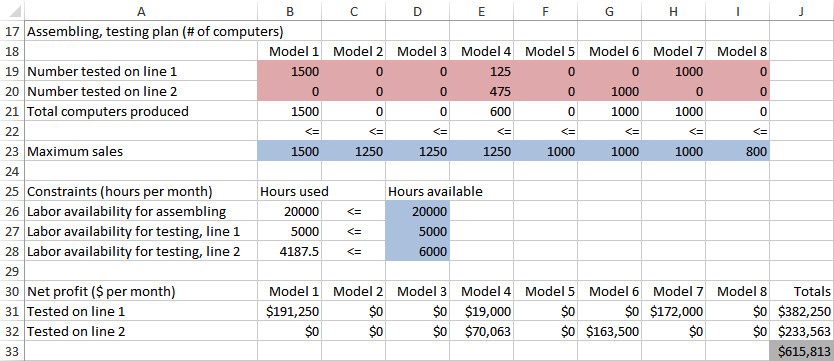 A B C D E F G H I J
17 Assembling, testing plan (# of computers)
18 Model 1 Model 2 Model 3 Model 4 Model 5 Model 6 Model 7 Model 8
19 Number tested on line 1 1500 0 0 125 0 0 1000 0
20 Number tested on line 2 0 0 0 475 0 1000 0 0
21 Total computers produced 1500 0 0 600 0 1000 1000 0
22 <= <= <= <= <= <= <= <=
23 Maximum sales 1500 1250 1250 1250 1000 1000 1000 800
24
25 Constraints (hours per month) Hours used Hours available
26 Labor availability for assembling 20000 <= 20000
27 Labor availability for testing, line 1 5000 <= 5000
28 Labor availability for testing, line 2 4187.5 <= 6000
29
30 Net profit ($ per month) Model 1 Model 2 Model 3 Model 4 Model 5 Model 6 Model 7 Model 8 Totals
31 Tested on line 1 $191,250 $0 $0 $19,000 $0 $0 $172,000 $0 $382,250
32 Tested on line 2 $0 $0 $0 $70,063 $0 $163,500 $0 $0 $233,563
33 $615,813